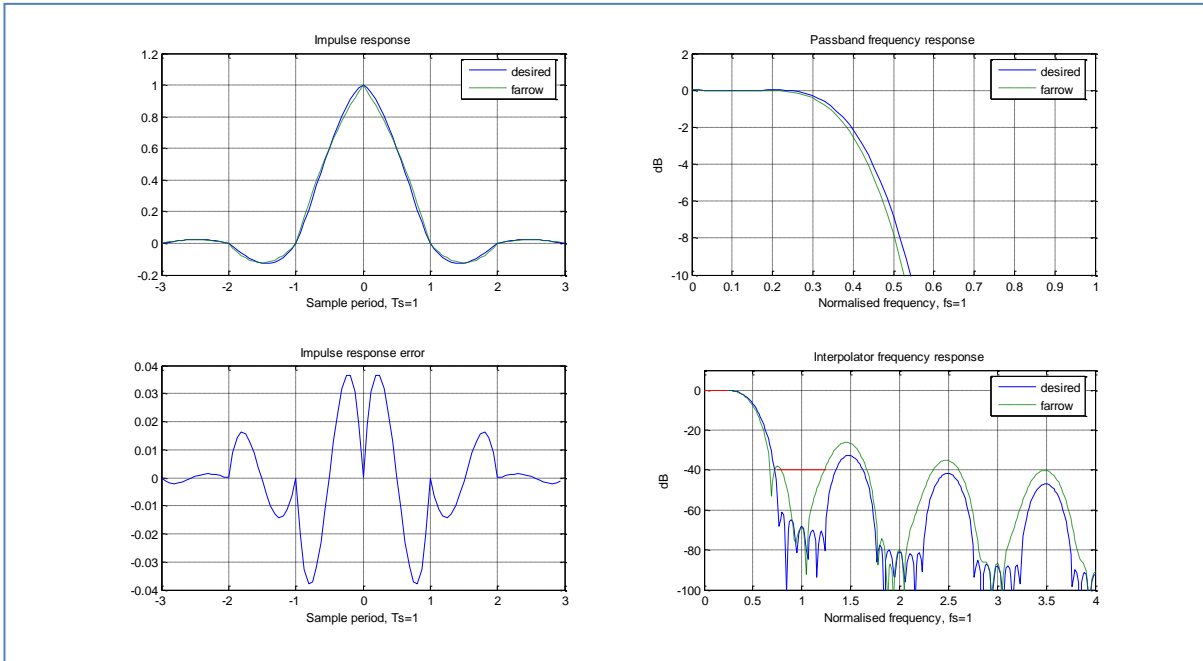 Impulse response
1.2
1
0.8
0.6
0.4
0.2
0
-0.2
-3 -2 -1 0 1 2 3
Sample period, Ts=1
desired
farrow
Passband frequency response
2
0
-2
-4
-6
-8
-10
dB
0 0.1 0.2 0.3 0.4 0.5 0.6 0.7 0.8 0.9 1
Normalised frequency, fs=1
desired
farrow
Impulse response error
0.04
0.03
0.02
0.01
0
-0.01
-0.02
-0.03
-0.04
-3 -2 -1 0 1 2 3
Sample period, Ts=1
Interpolator frequency response
0
-20
-40
-60
-80
-100
dB
0 0.5 1 1.5 2 2.5 3 3.5 4
Normalised frequency, fs=1
desired
farrow